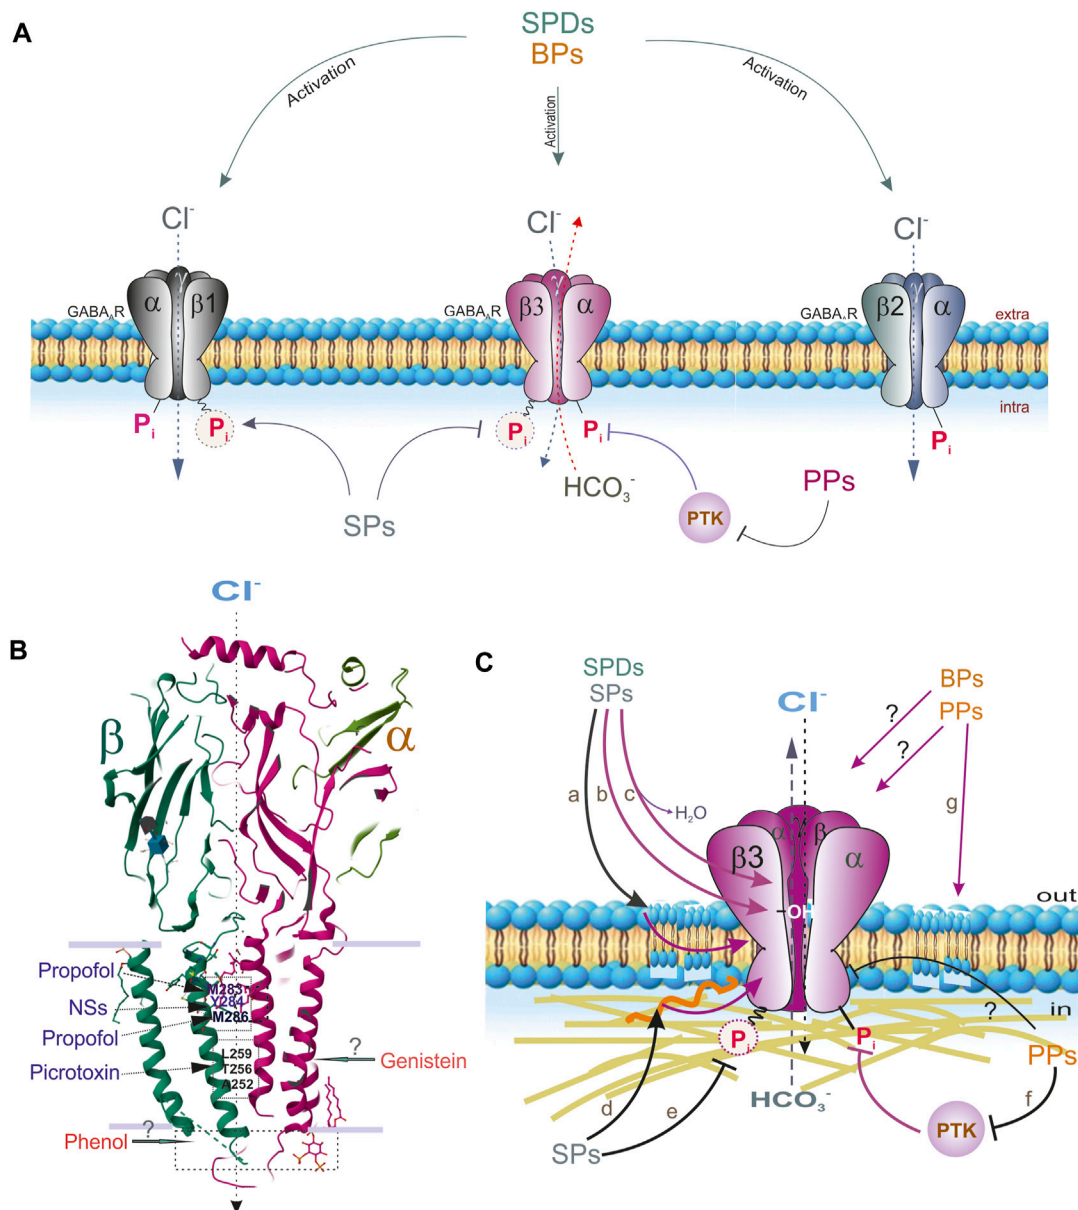 A
SPDs
BPs
Activation
Activation
Activation
Cl-
Cl-
Cl-
GABAAR
α
γ
β1
GABAAR
β3
γ
α
GABAAR
β2
γ
α
extra
intra
Pi
Pi
Pi
Pi
Pi
SPs
HCO3-
PTK
PPs
B
Cl-
β
α
Propofol
NSs
Propofol
Picrotoxin
Phenol
?
M283
Y284
M286
L259
T256
A252
?
Genistein
C
SPDs
SPs
Cl-
BPs
PPs
?
?
a
b
c
H2O
g
α
γ
β
β3
α
-OH
out
in
Pi
Pi
?
PPs
d
e
f
HCO3-
SPs
PTK